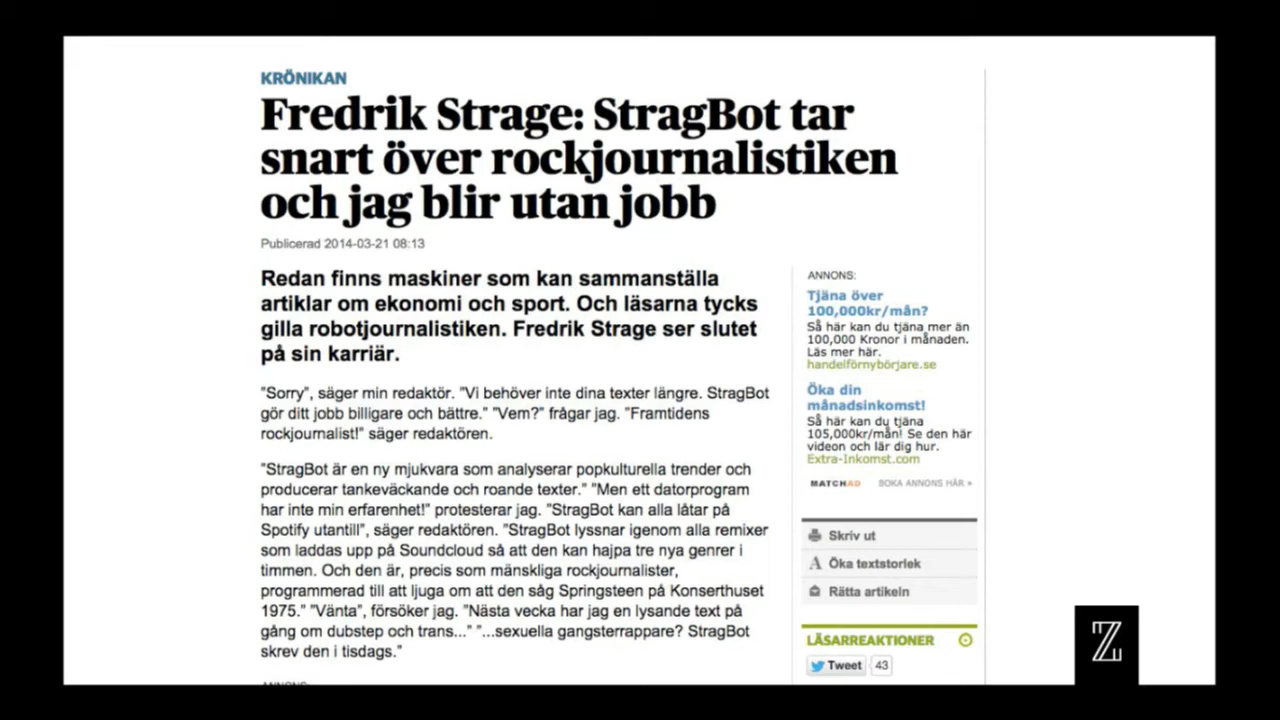 KRÖNIKAN
Fredrik Strage: StragBot tar
snart över rockjournalistiken
och jag blir utan jobb
Publicerad 2014-03-21 08:13
Redan finns maskiner som kan sammanställa
artiklar om ekonomi och sport. Och läsarna tycks
gilla robotjournalistiken. Fredrik Strage ser slutet
på sin karriär.
"Sorry", säger min redaktör. "Vi behöver inte dina texter längre. StragBot
gör ditt jobb billigare och bättre." "Vem?" frågar jag. "Framtidens
rockjournalist!" säger redaktören.
"StragBot är en ny mjukvara som analyserar popkulturella trender och
producerar tankeväckande och roande texter." "Men ett datorprogram
har inte min erfarenhet!" protesterar jag. "StragBot kan alla låtar på
Spotify utantill", säger redaktören. "StragBot lyssnar igenom alla remixer
som laddas upp på Soundcloud så att den kan hajpa tre nya genrer i
timmen. Och den är, precis som mänskliga rockjournalister,
programmerad till att ljuga om att den såg Springsteen på Konserthuset
1975." "Vänta", försöker jag. "Nästa vecka har jag en lysande text på
gång om dubstep och trans..." "...sexuella gangsterrappare? StragBot
skrev den i tisdags."
ANNONS:
ANNONS:
Tjäna över
100,000kr/mån?
Så här kan du tjäna mer än
100,000 Kronor i månaden.
Läs mer här.
handelförnybörjare.se
Öka din
månadsinkomst!
Så här kan du tjäna
105,000kr/mån! Se den här
videon och lär dig hur.
Extra-Inkomst.com
MATCHAD BOKA ANNONS HÄR »
Skriv ut
A Öka textstorlek
Rätta artikeln
LÄSARREAKTIONER
Tweet 43
Z